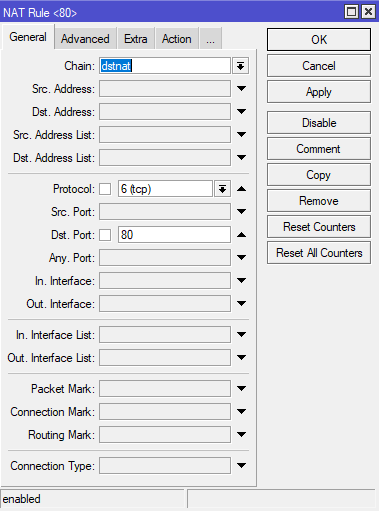 NAT Rule <80>
General Advanced Extra Action ...
Chain: dstnat
Src. Address:
Dst. Address:
Src. Address List:
Dst. Address List:
Protocol: 6 (tcp)
Src. Port:
Dst. Port: 80
Any. Port:
In. Interface:
Out. Interface:
In. Interface List:
Out. Interface List:
Packet Mark:
Connection Mark:
Routing Mark:
Connection Type:
OK
Cancel
Apply
Disable
Comment
Copy
Remove
Reset Counters
Reset All Counters
enabled